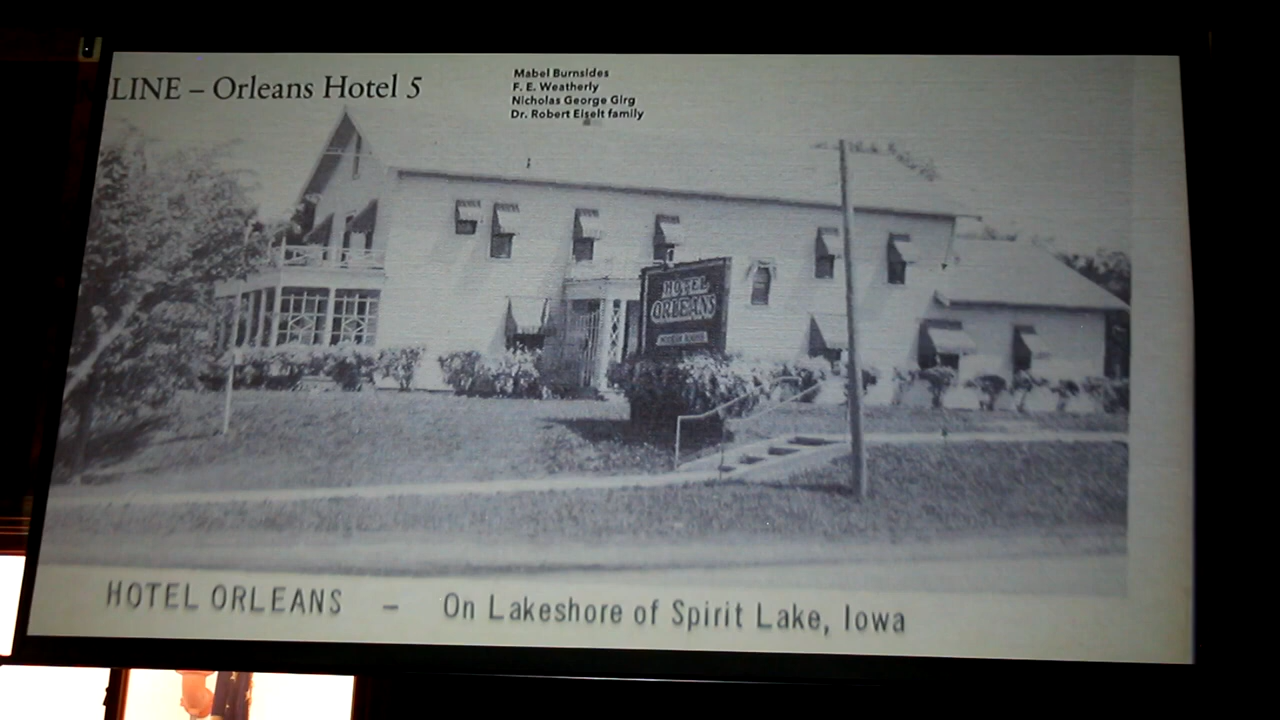 LINE – Orleans Hotel 5
Mabel Burnsides
F. E. Weatherly
Nicholas George Girg
Dr. Robert Eiselt family
HOTEL
ORLEANS
HOTEL ORLEANS – On Lakeshore of Spirit Lake, Iowa